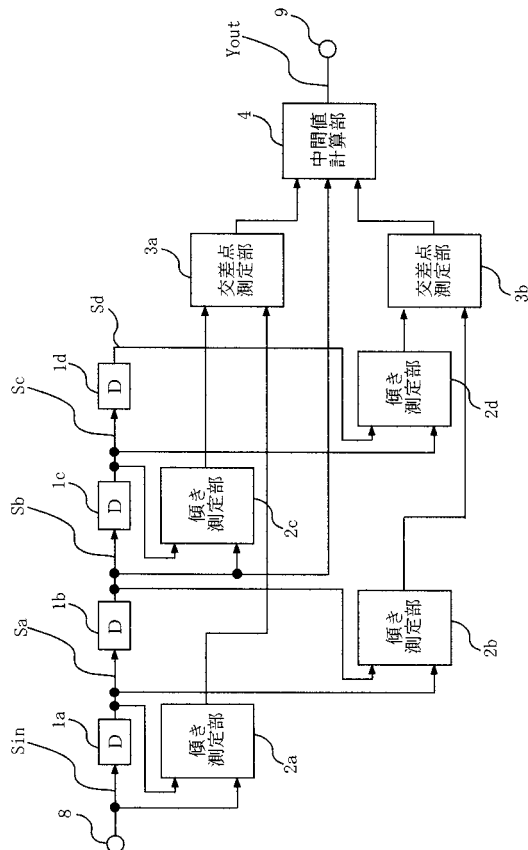 8
Sin
1a
D
Sa
1b
D
Sb
1c
D
Sc
1d
D
Sd
傾き
測定部
2a
傾き
測定部
2b
傾き
測定部
2c
傾き
測定部
2d
交差点
測定部
3a
交差点
測定部
3b
中間値
計算部
4
Yout
9